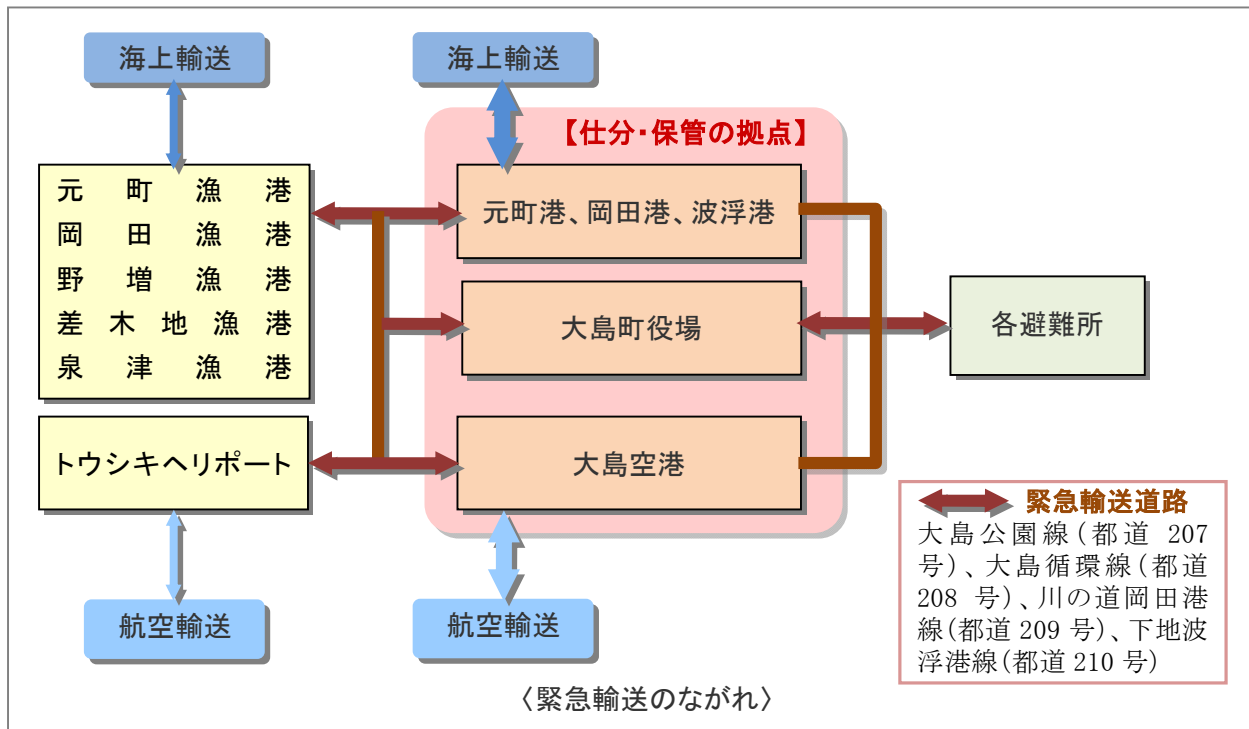 海上輸送
海上輸送
【仕分・保管の拠点】
元町漁港
岡田漁港
野増漁港
差木地漁港
泉津漁港
元町港、岡田港、波浮港
大島町役場
各避難所
トウシキヘリポート
大島空港
緊急輸送道路
大島公園線(都道 207
号)、大島循環線(都道
208 号)、川の道岡田港
線(都道 209 号)、下地波
浮港線(都道 210 号)
航空輸送
航空輸送
〈緊急輸送のながれ〉